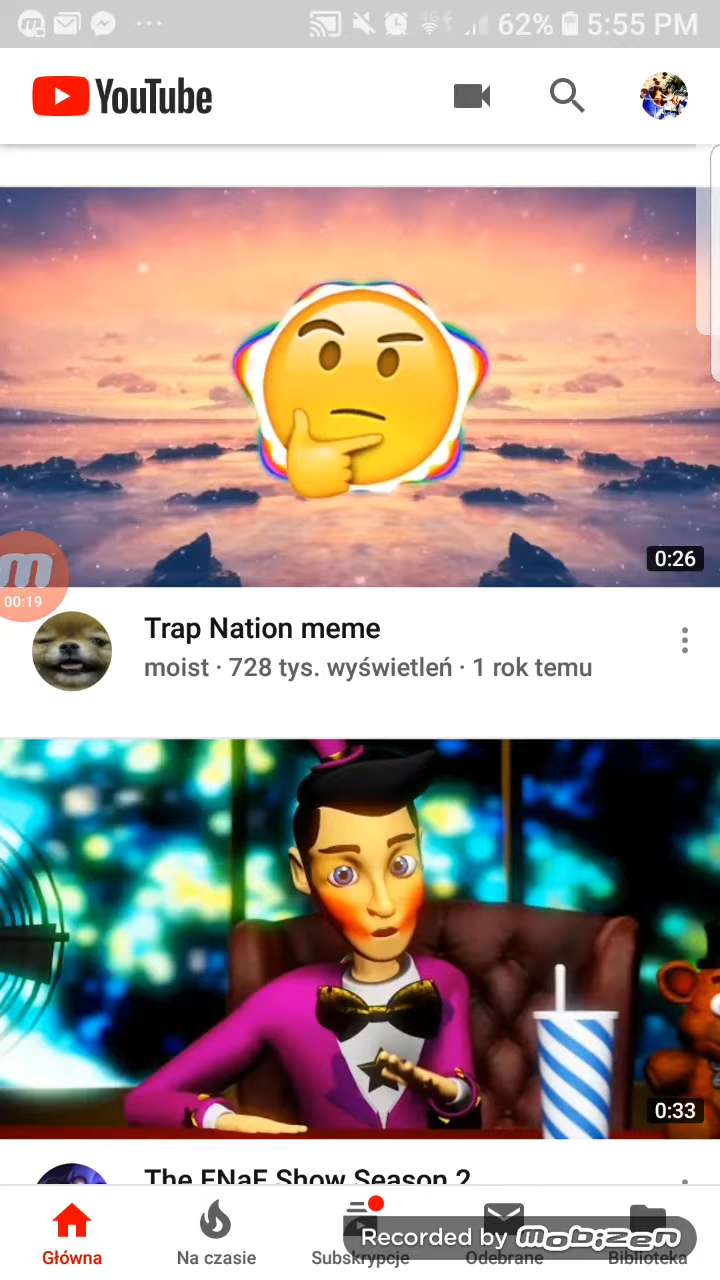 62% 5:55 PM
YouTube
0:26
00:19
Trap Nation meme
moist · 728 tys. wyświetleń · 1 rok temu
0:33
The FNaF Show Season 2
Recorded by mobizen
Główna
Na czasie
Subskrypcje
Odebrane
Biblioteka